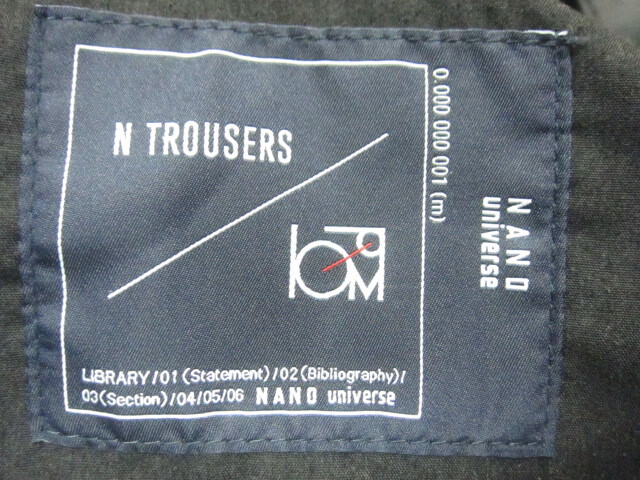 N TROUSERS
LIBRARY/01 (Statement)/02(Bibliography)/
03(Section)/04/05/06 NANO universe
0.000 000 001 (m)
NANO
universe